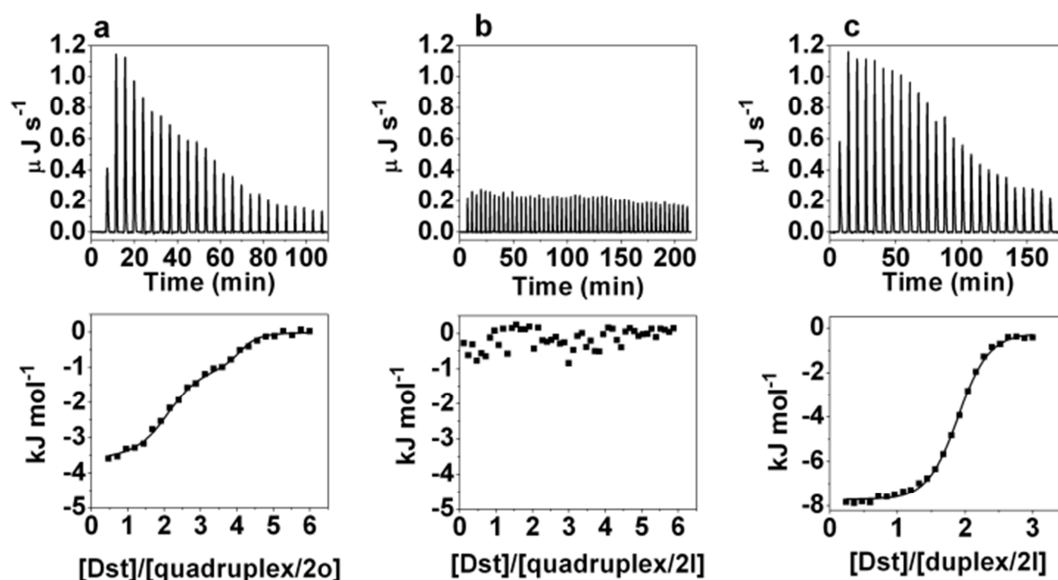 a
1.2
1.0
0.8
0.6
0.4
0.2
0.0
μ J s-1
0 20 40 60 80 100
Time (min)
b
1.2
1.0
0.8
0.6
0.4
0.2
0.0
μ J s-1
0 50 100 150 200
Time (min)
c
1.2
1.0
0.8
0.6
0.4
0.2
0.0
μ J s-1
0 50 100 150
Time (min)
0
-1
-2
-3
-4
-5
kJ mol-1
0 1 2 3 4 5 6
[Dst]/[quadruplex/2o]
0
-1
-2
-3
-4
-5
kJ mol-1
0 1 2 3 4 5 6
[Dst]/[quadruplex/2l]
0
-2
-4
-6
-8
kJ mol-1
0 1 2 3
[Dst]/[duplex/2l]